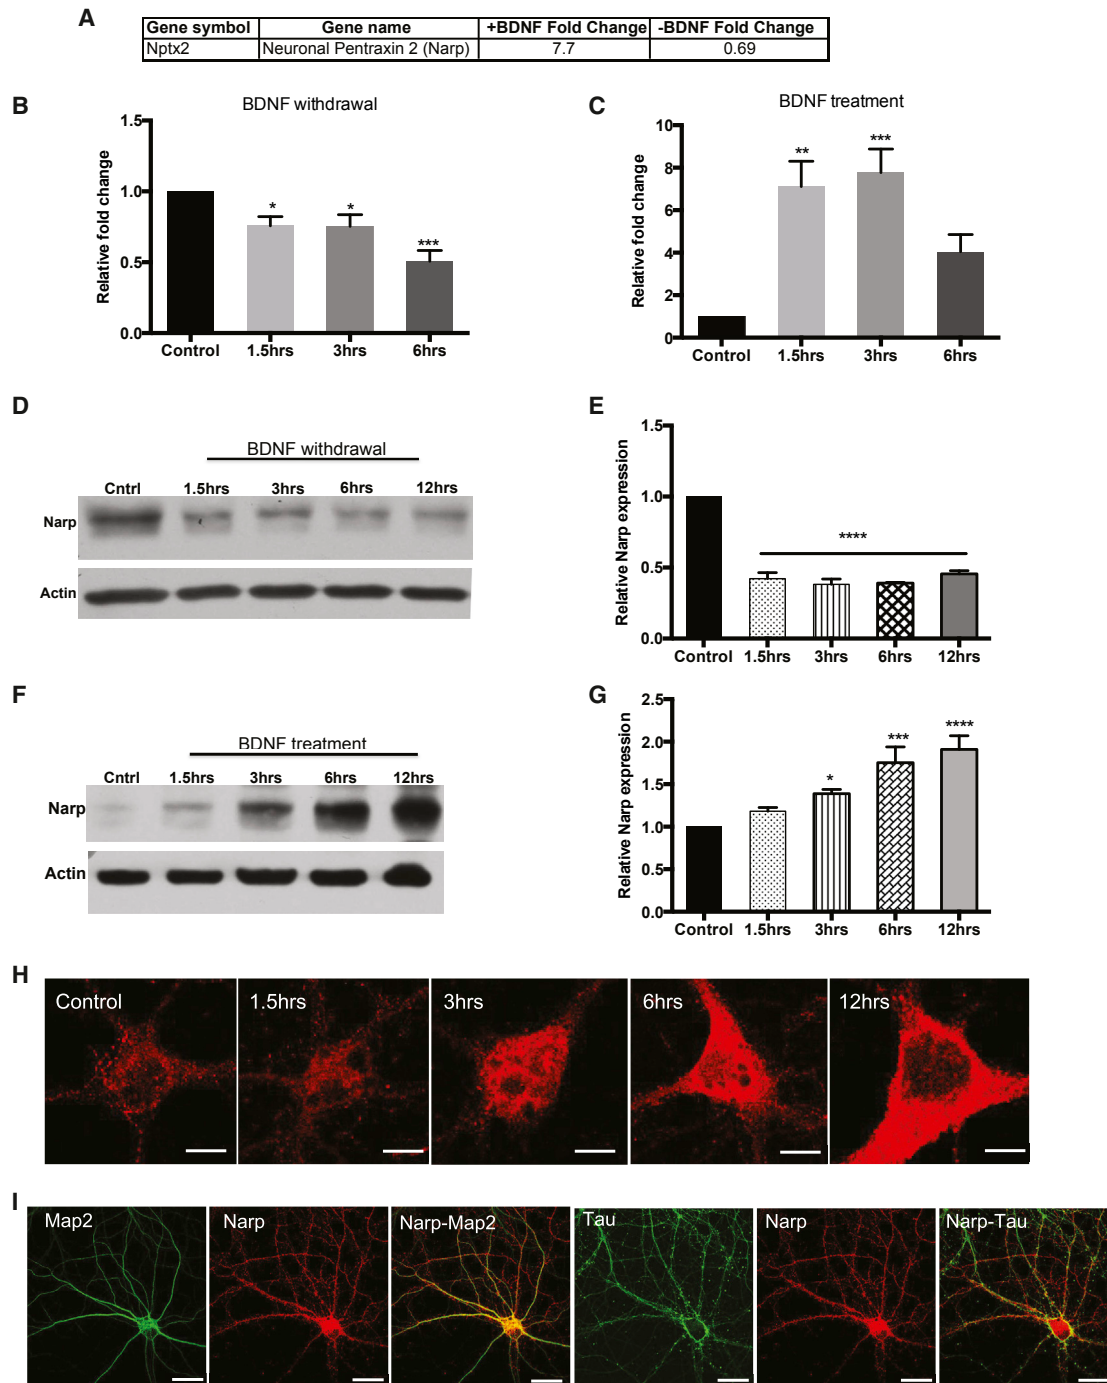 A
Gene symbol Gene name +BDNF Fold Change -BDNF Fold Change
Nptx2 Neuronal Pentraxin 2 (Narp) 7.7 0.69
B
BDNF withdrawal
Relative fold change
1.5
1.0
0.5
0.0
* * ***
Control 1.5hrs 3hrs 6hrs
C
BDNF treatment
Relative fold change
10
8
6
4
2
0
** ***
Control 1.5hrs 3hrs 6hrs
D
BDNF withdrawal
Cntrl 1.5hrs 3hrs 6hrs 12hrs
Narp
Actin
E
Relative Narp expression
1.5
1.0
0.5
0.0
****
Control 1.5hrs 3hrs 6hrs 12hrs
F
BDNF treatment
Cntrl 1.5hrs 3hrs 6hrs 12hrs
Narp
Actin
G
Relative Narp expression
2.5
2.0
1.5
1.0
0.5
0.0
* *** ****
Control 1.5hrs 3hrs 6hrs 12hrs
H
Control 1.5hrs 3hrs 6hrs 12hrs
I
Map2 Narp Narp-Map2 Tau Narp Narp-Tau